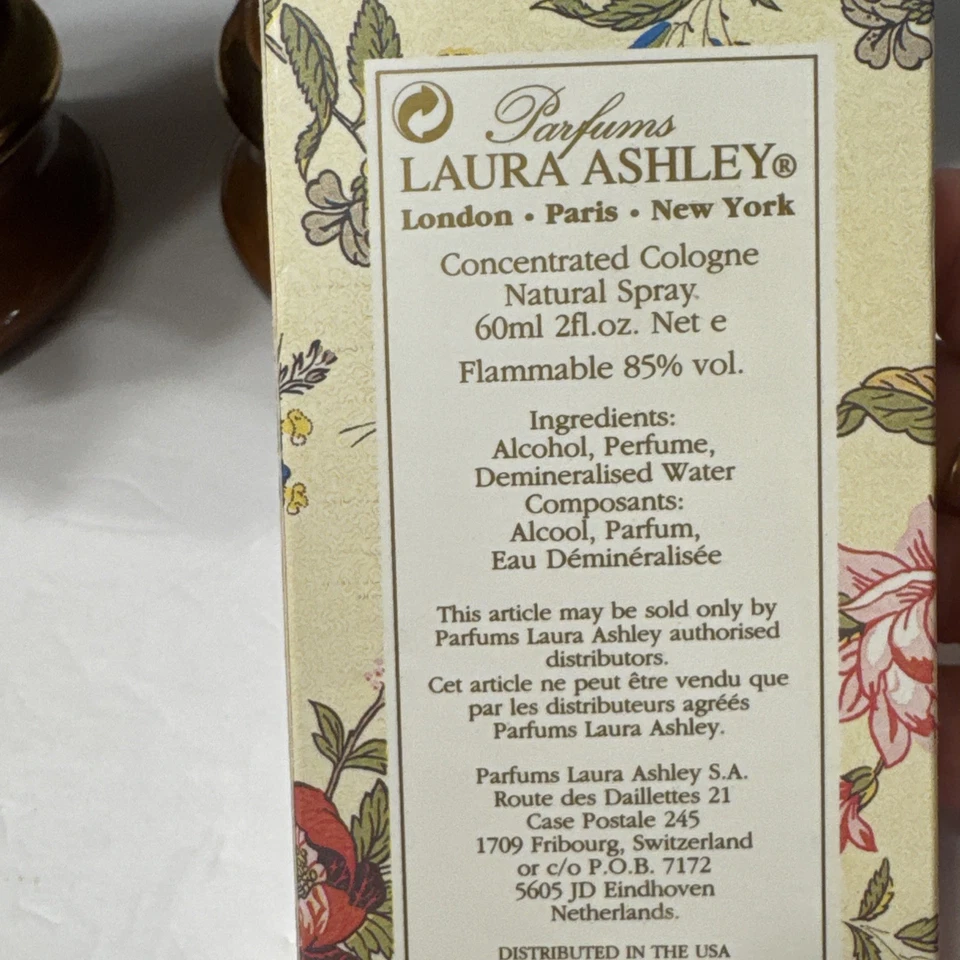 Parfums
LAURA ASHLEY®
London • Paris • New York
Concentrated Cologne
Natural Spray
60ml 2fl.oz. Net e
Flammable 85% vol.
Ingredients:
Alcohol, Perfume,
Demineralised Water
Composants:
Alcool, Parfum,
Eau Déminéralisée
This article may be sold only by
Parfums Laura Ashley authorised
distributors.
Cet article ne peut être vendu que
par les distributeurs agréés
Parfums Laura Ashley.
Parfums Laura Ashley S.A.
Route des Daillettes 21
Case Postale 245
1709 Fribourg, Switzerland
or c/o P.O.B. 7172
5605 JD Eindhoven
Netherlands.
DISTRIBUTED IN THE USA